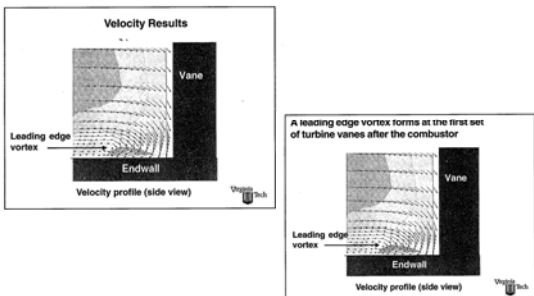 Velocity Results
Vane
Leading edge
vortex
Endwall
Velocity profile (side view)
Virginia
Tech
A leading edge vortex forms at the first set
of turbine vanes after the combustor
Vane
Leading edge
vortex
Endwall
Velocity profile (side view)
Virginia
Tech